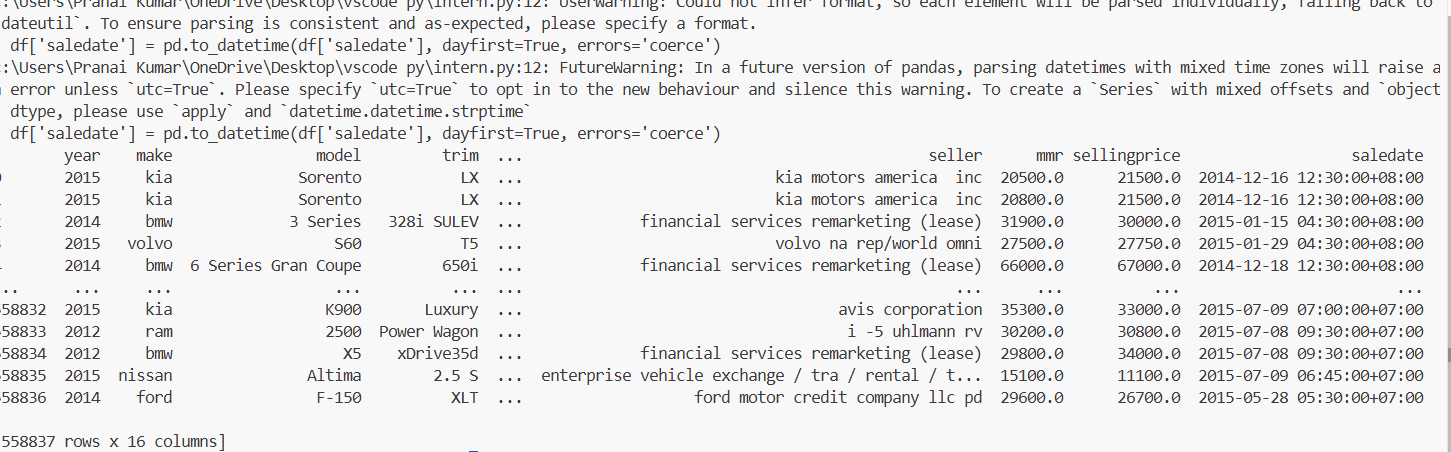 :\Users\Pranai Kumar\OneDrive\Desktop\vscode py\intern.py:12: UserWarning: Could not infer format, so each element will be parsed individually, falling back to
dateutil`. To ensure parsing is consistent and as-expected, please specify a format.
df['saledate'] = pd.to_datetime(df['saledate'], dayfirst=True, errors='coerce')
:\Users\Pranai Kumar\OneDrive\Desktop\vscode py\intern.py:12: FutureWarning: In a future version of pandas, parsing datetimes with mixed time zones will raise a
error unless `utc=True`. Please specify `utc=True` to opt in to the new behaviour and silence this warning. To create a `Series` with mixed offsets and `object
dtype, please use `apply` and `datetime.datetime.strptime`
df['saledate'] = pd.to_datetime(df['saledate'], dayfirst=True, errors='coerce')
year make model trim ... seller mmr sellingprice saledate
2015 kia Sorento LX ... kia motors america  inc 20500.0 21500.0 2014-12-16 12:30:00+08:00
2015 kia Sorento LX ... kia motors america  inc 20800.0 21500.0 2014-12-16 12:30:00+08:00
2014 bmw 3 Series 328i SULEV ... financial services remarketing (lease) 31900.0 30000.0 2015-01-15 04:30:00+08:00
2015 volvo S60 T5 ... volvo na rep/world omni 27500.0 27750.0 2015-01-29 04:30:00+08:00
2014 bmw 6 Series Gran Coupe 650i ... financial services remarketing (lease) 66000.0 67000.0 2014-12-18 12:30:00+08:00
.. ... ... ... ... ... ... ... ... ...
58832 2015 kia K900 Luxury ... avis corporation 35300.0 33000.0 2015-07-09 07:00:00+07:00
58833 2012 ram 2500 Power Wagon ... i -5 uhlmann rv 30200.0 30800.0 2015-07-08 09:30:00+07:00
58834 2012 bmw X5 xDrive35d ... financial services remarketing (lease) 29800.0 34000.0 2015-07-08 09:30:00+07:00
58835 2015 nissan Altima 2.5 S ... enterprise vehicle exchange / tra / rental / t... 15100.0 11100.0 2015-07-09 06:45:00+07:00
58836 2014 ford F-150 XLT ... ford motor credit company llc pd 29600.0 26700.0 2015-05-28 05:30:00+07:00
558837 rows x 16 columns]